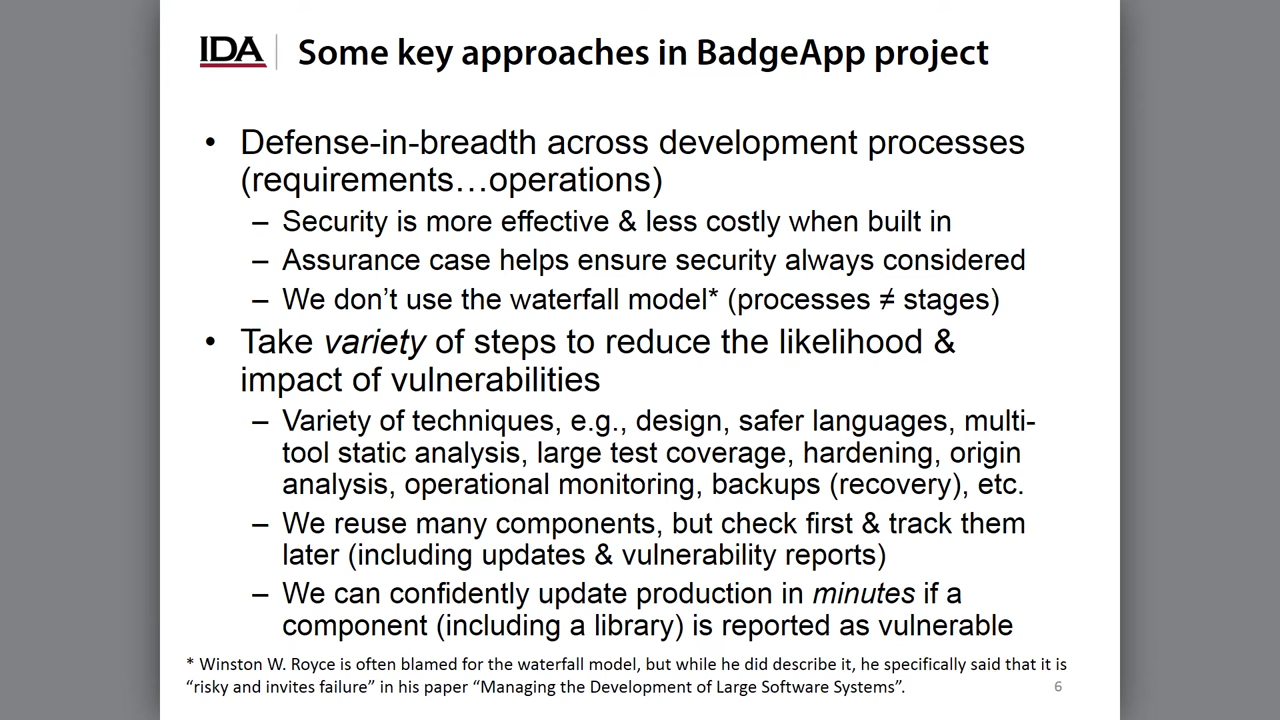 IDA Some key approaches in BadgeApp project
• Defense-in-breadth across development processes
(requirements…operations)
– Security is more effective & less costly when built in
– Assurance case helps ensure security always considered
– We don’t use the waterfall model* (processes ≠ stages)
• Take variety of steps to reduce the likelihood &
impact of vulnerabilities
– Variety of techniques, e.g., design, safer languages, multi-
tool static analysis, large test coverage, hardening, origin
analysis, operational monitoring, backups (recovery), etc.
– We reuse many components, but check first & track them
later (including updates & vulnerability reports)
– We can confidently update production in minutes if a
component (including a library) is reported as vulnerable
* Winston W. Royce is often blamed for the waterfall model, but while he did describe it, he specifically said that it is
“risky and invites failure” in his paper “Managing the Development of Large Software Systems”.
6